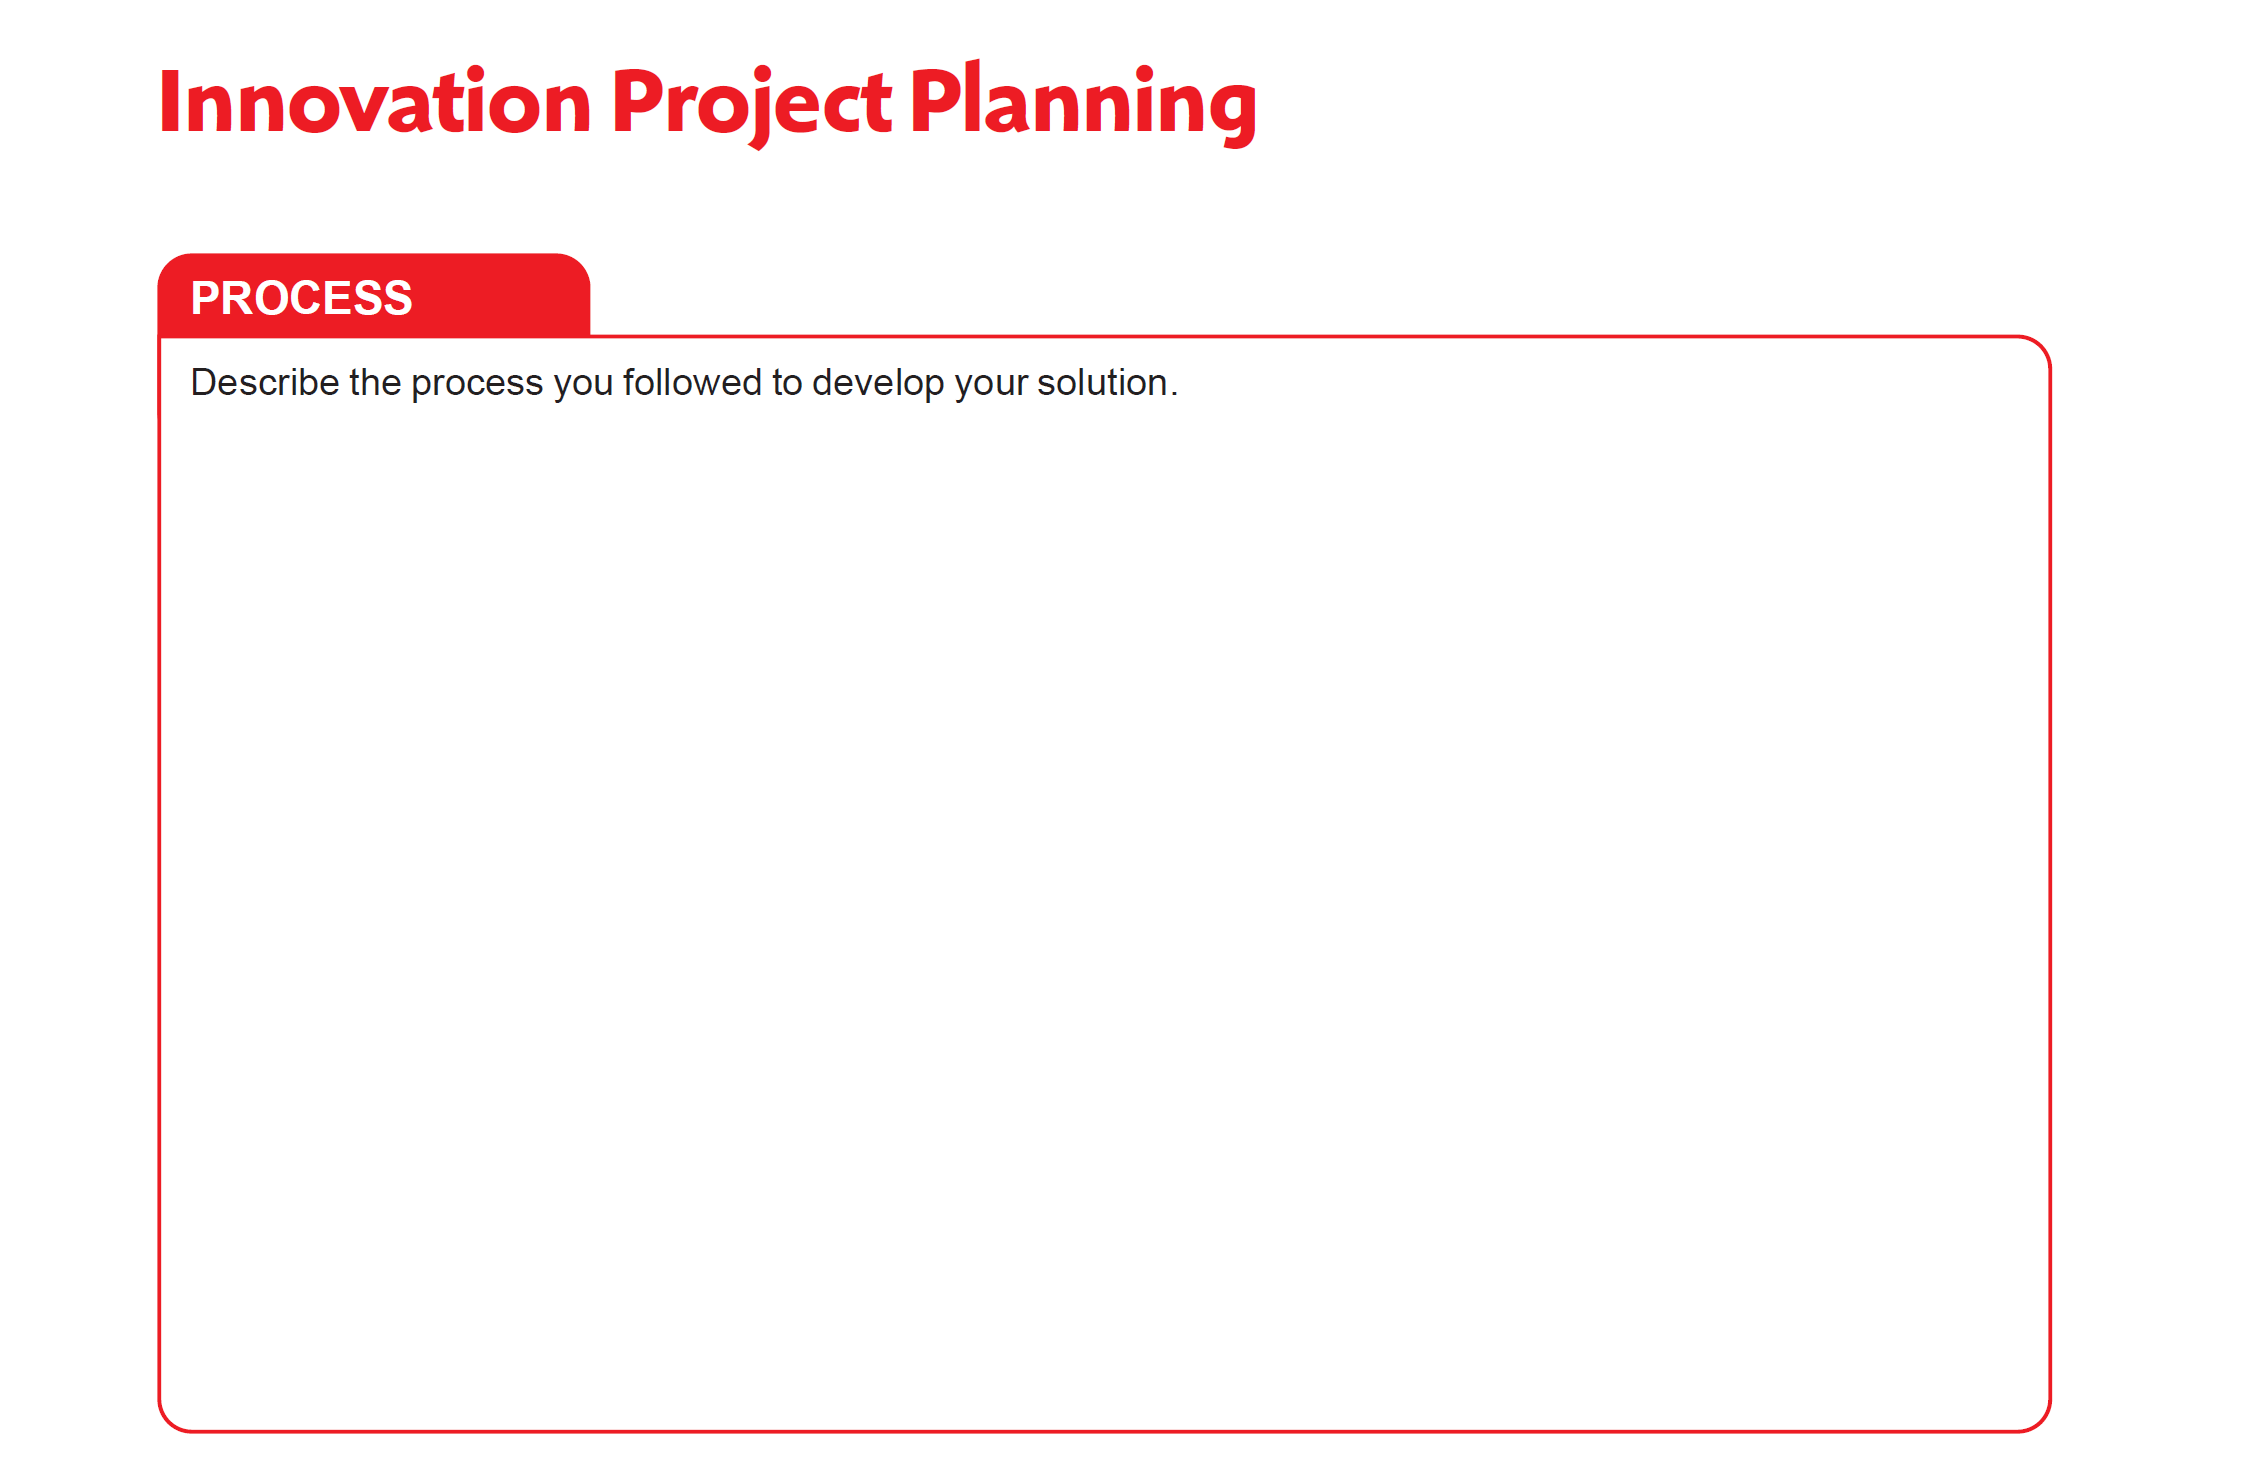 Innovation Project Planning
PROCESS
Describe the process you followed to develop your solution.